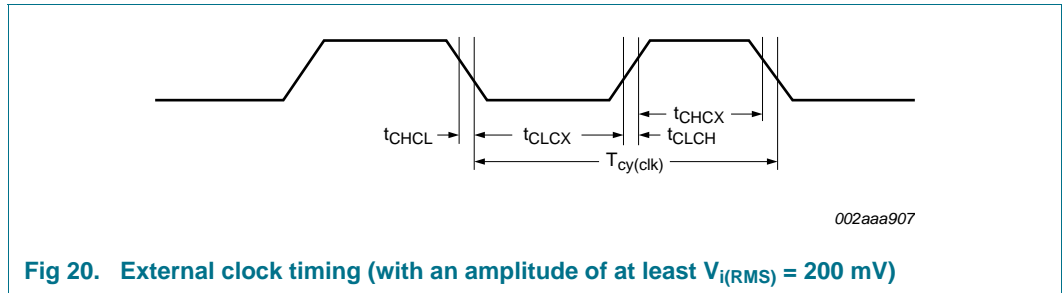 tCHCX
tCHCL tCLCX tCLCH
Tcy(clk)
002aaa907
Fig 20. External clock timing (with an amplitude of at least Vi(RMS) = 200 mV)